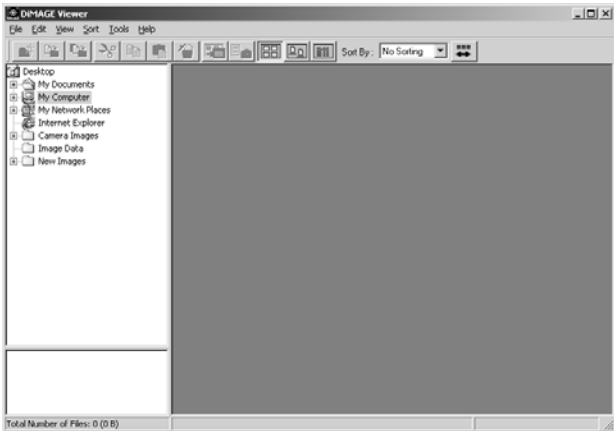 DiMAGE Viewer
File Edit View Sort Tools Help
Sort By: No Sorting
Desktop
My Documents
My Computer
My Network Places
Internet Explorer
Camera Images
Image Data
New Images
Total Number of Files: 0 (0 B)